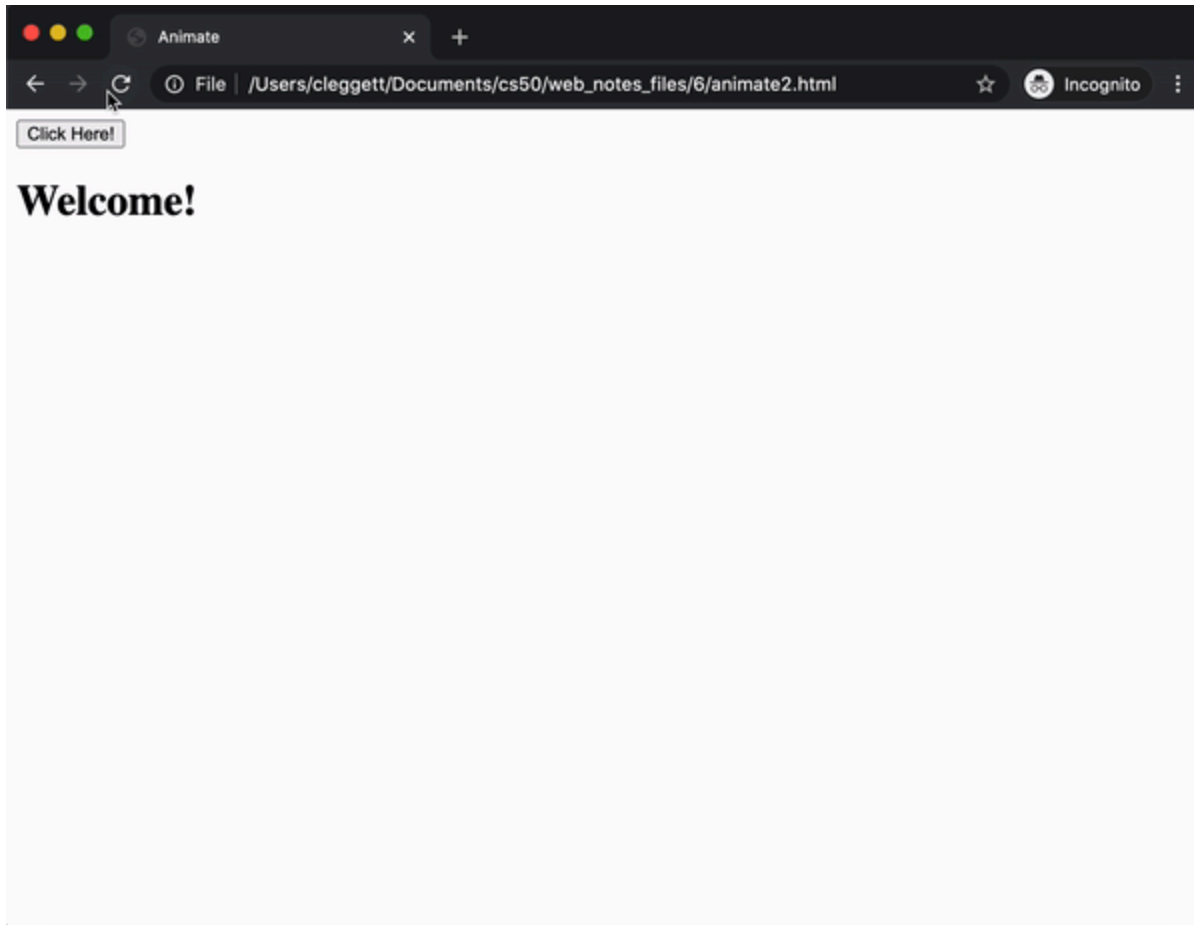 Animate
File /Users/cleggett/Documents/cs50/web_notes_files/6/animate2.html Incognito
Click Here!
Welcome!